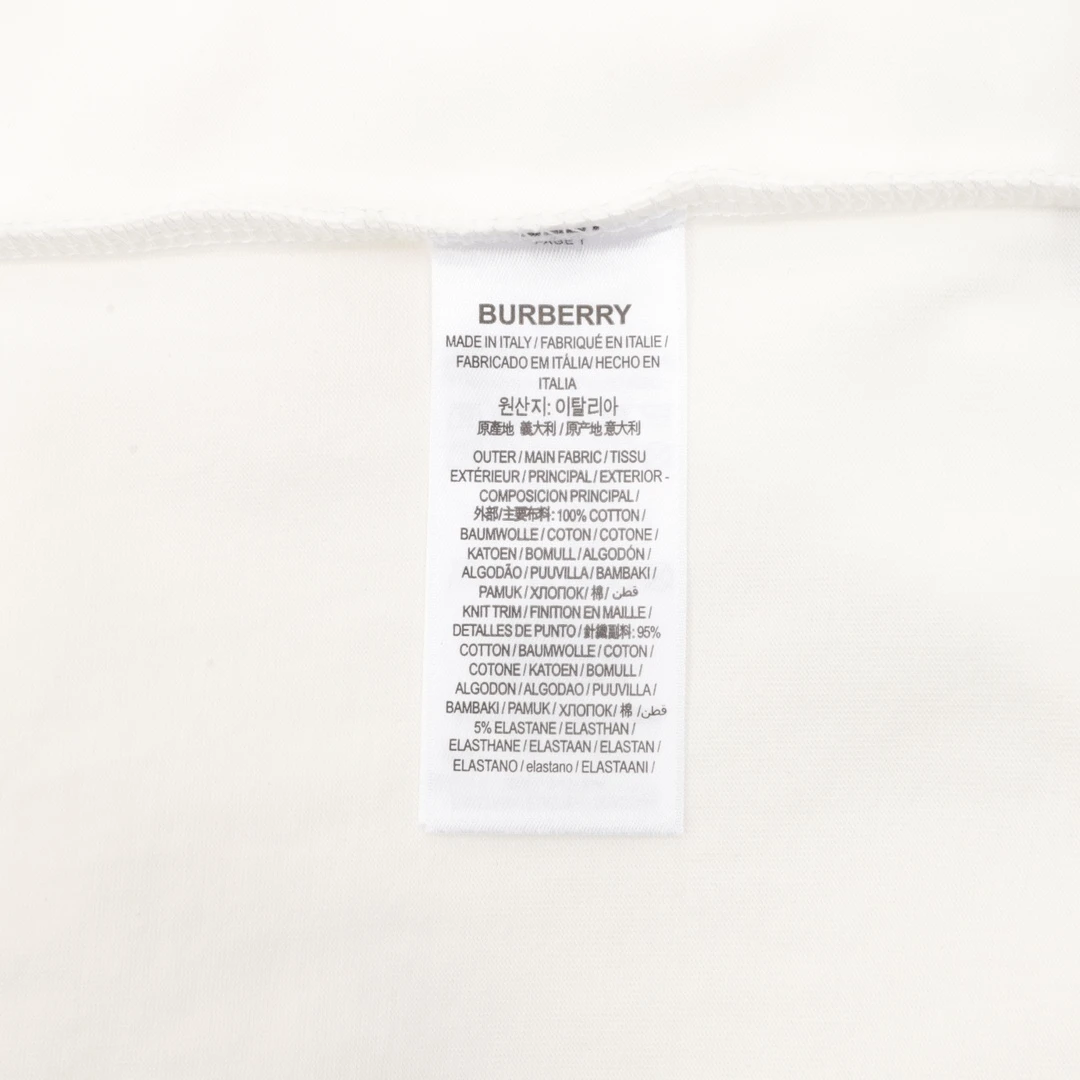 BURBERRY
MADE IN ITALY / FABRIQUÉ EN ITALIE /
FABRICADO EM ITÁLIA/ HECHO EN
ITALIA
원산지: 이탈리아
原產地 義大利 / 原产地 意大利
OUTER / MAIN FABRIC / TISSU
EXTÉRIEUR / PRINCIPAL / EXTERIOR -
COMPOSICION PRINCIPAL /
外部/主要布料: 100% COTTON /
BAUMWOLLE / COTON / COTONE /
KATOEN / BOMULL / ALGODÓN /
ALGODÃO / PUUVILLA / BAMBAKI /
PAMUK / ХЛОПОК/ 棉/ قطن
KNIT TRIM / FINITION EN MAILLE /
DETALLES DE PUNTO / 針織副料: 95%
COTTON / BAUMWOLLE / COTON /
COTONE / KATOEN / BOMULL /
ALGODON / ALGODAO / PUUVILLA /
BAMBAKI / PAMUK / ХЛОПОК/ 棉 /قطن
5% ELASTANE / ELASTHAN /
ELASTHANE / ELASTAAN / ELASTAN /
ELASTANO / elastano / ELASTAANI /